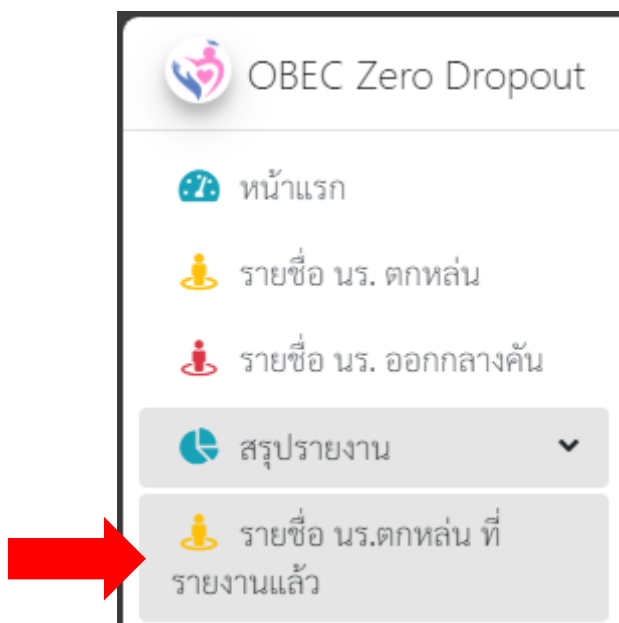 OBEC Zero Dropout
หน้าแรก
รายชื่อ นร. ตกหล่น
รายชื่อ นร. ออกกลางคัน
สรุปรายงาน
รายชื่อ นร.ตกหล่น ที่
รายงานแล้ว